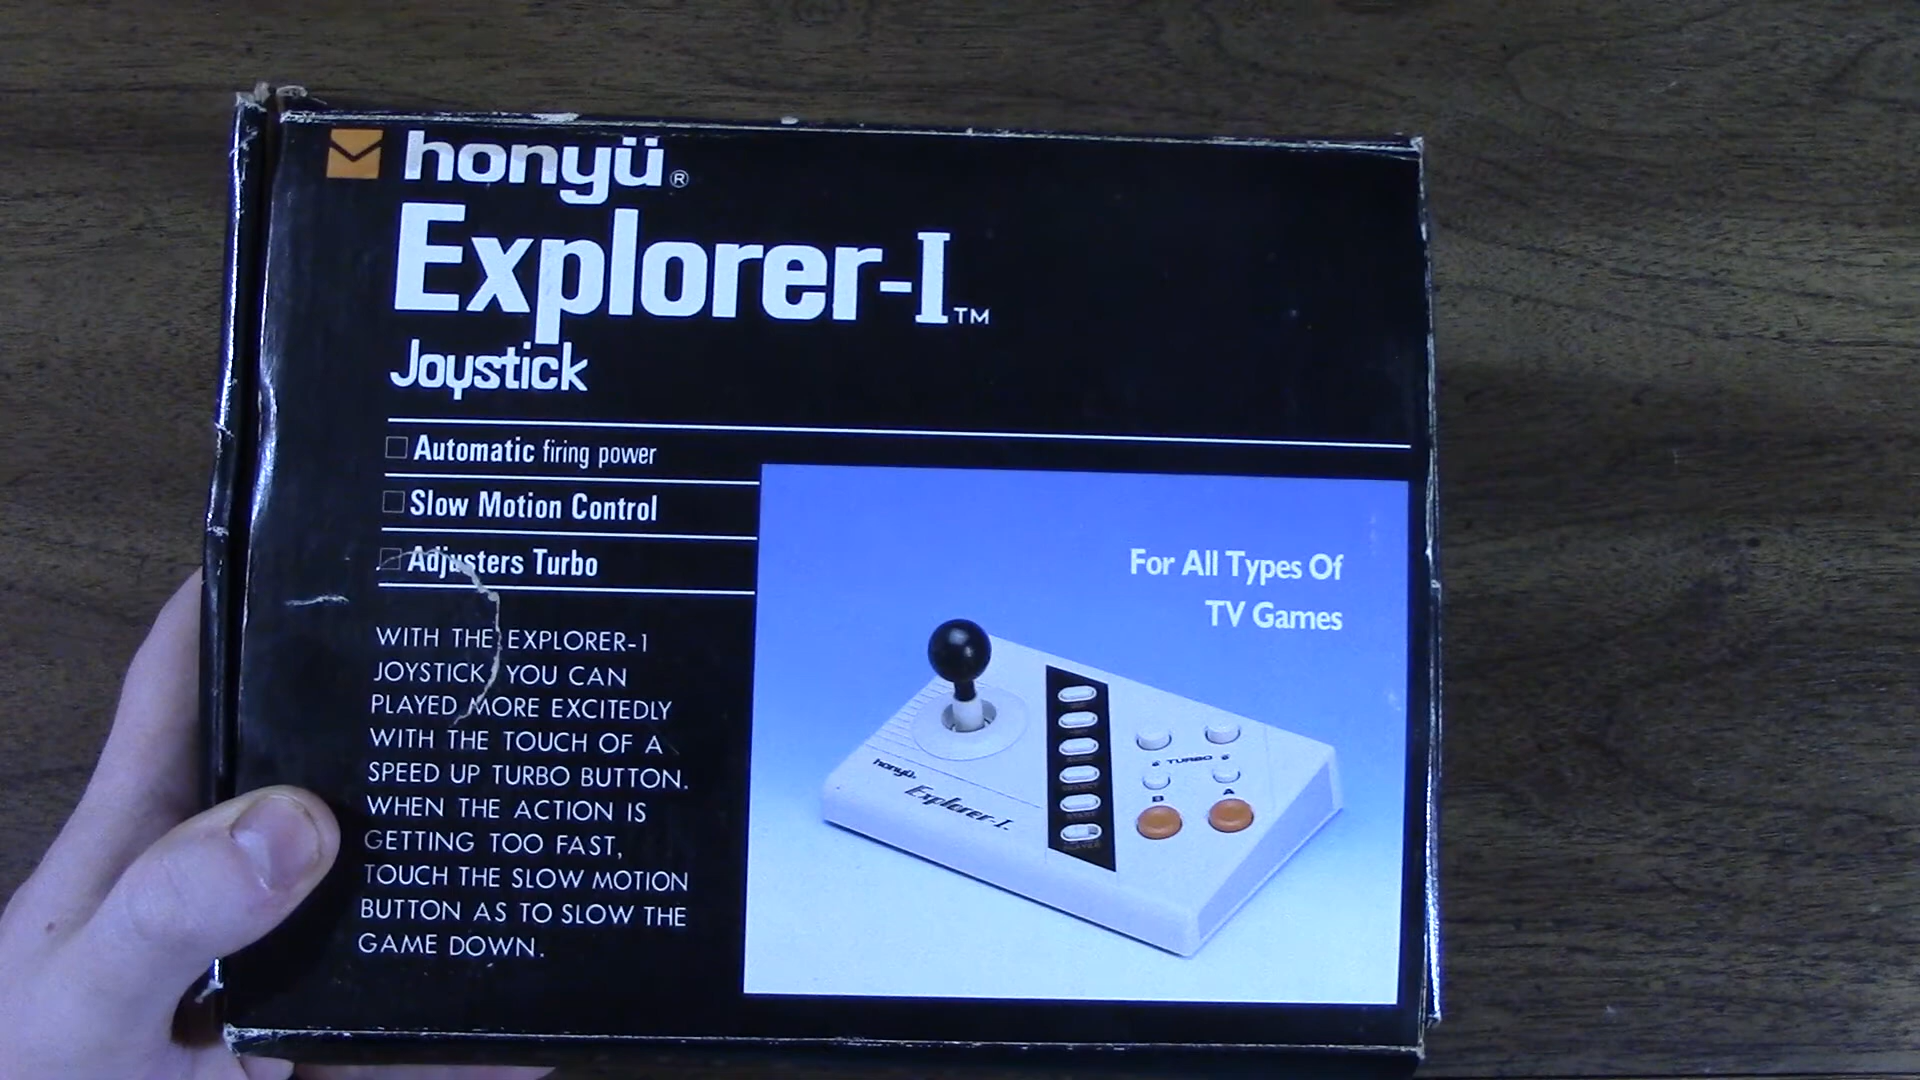 honyü®
Explorer-I™
Joystick
Automatic firing power
Slow Motion Control
Adjusters Turbo
WITH THE EXPLORER-1
JOYSTICK, YOU CAN
PLAYED MORE EXCITEDLY
WITH THE TOUCH OF A
SPEED UP TURBO BUTTON.
WHEN THE ACTION IS
GETTING TOO FAST,
TOUCH THE SLOW MOTION
BUTTON AS TO SLOW THE
GAME DOWN.
For All Types Of
TV Games
honyü.
Explorer-I.
TURBO
B A
PLAYER